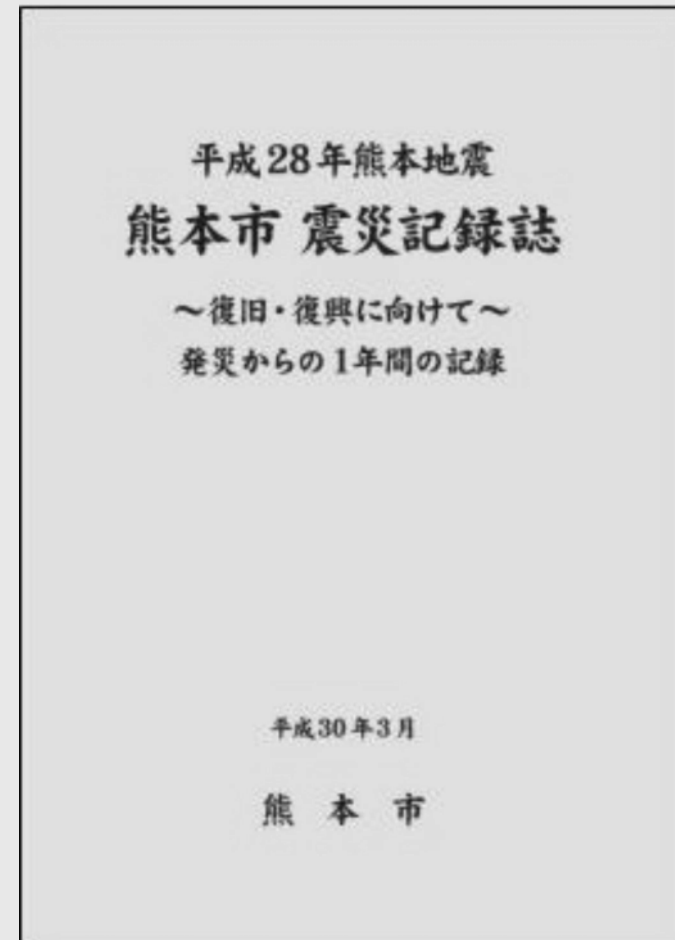 平成28年熊本地震
熊本市 震災記録誌
～復旧・復興に向けて～
発災からの1年間の記録
平成30年3月
熊本市